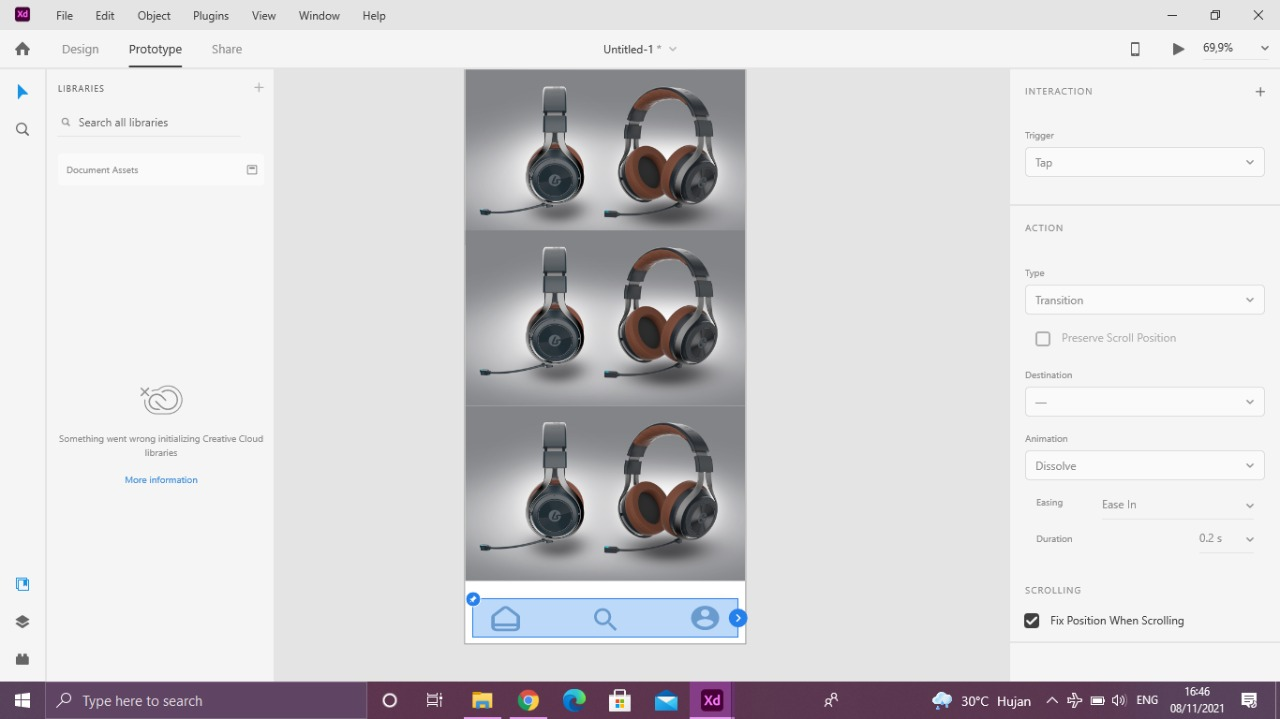 Xd File Edit Object Plugins View Window Help
Design Prototype Share Untitled-1 * 69,9%
LIBRARIES
Search all libraries
Document Assets
Something went wrong initializing Creative Cloud
libraries
More information
INTERACTION
Trigger
Tap
ACTION
Type
Transition
Preserve Scroll Position
Destination
—
Animation
Dissolve
Easing Ease In
Duration 0.2 s
SCROLLING
Fix Position When Scrolling
Type here to search Xd 30°C Hujan ENG 16:46
08/11/2021